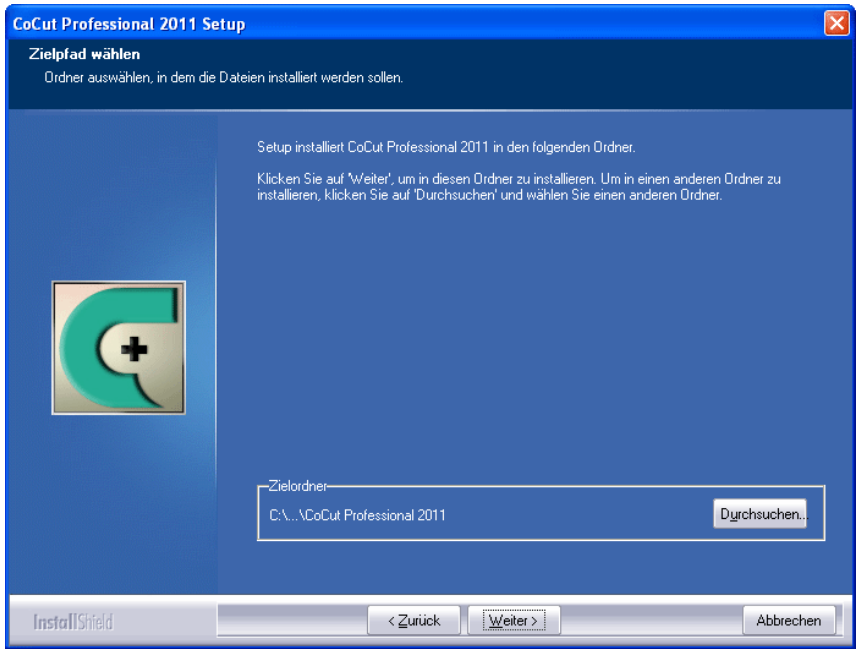 CoCut Professional 2011 Setup
Zielpfad wählen
Ordner auswählen, in dem die Dateien installiert werden sollen.
Setup installiert CoCut Professional 2011 in den folgenden Ordner.
Klicken Sie auf 'Weiter', um in diesen Ordner zu installieren. Um in einen anderen Ordner zu
installieren, klicken Sie auf 'Durchsuchen' und wählen Sie einen anderen Ordner.
Zielordner
C:\...\CoCut Professional 2011
Durchsuchen...
InstallShield
< Zurück
Weiter >
Abbrechen